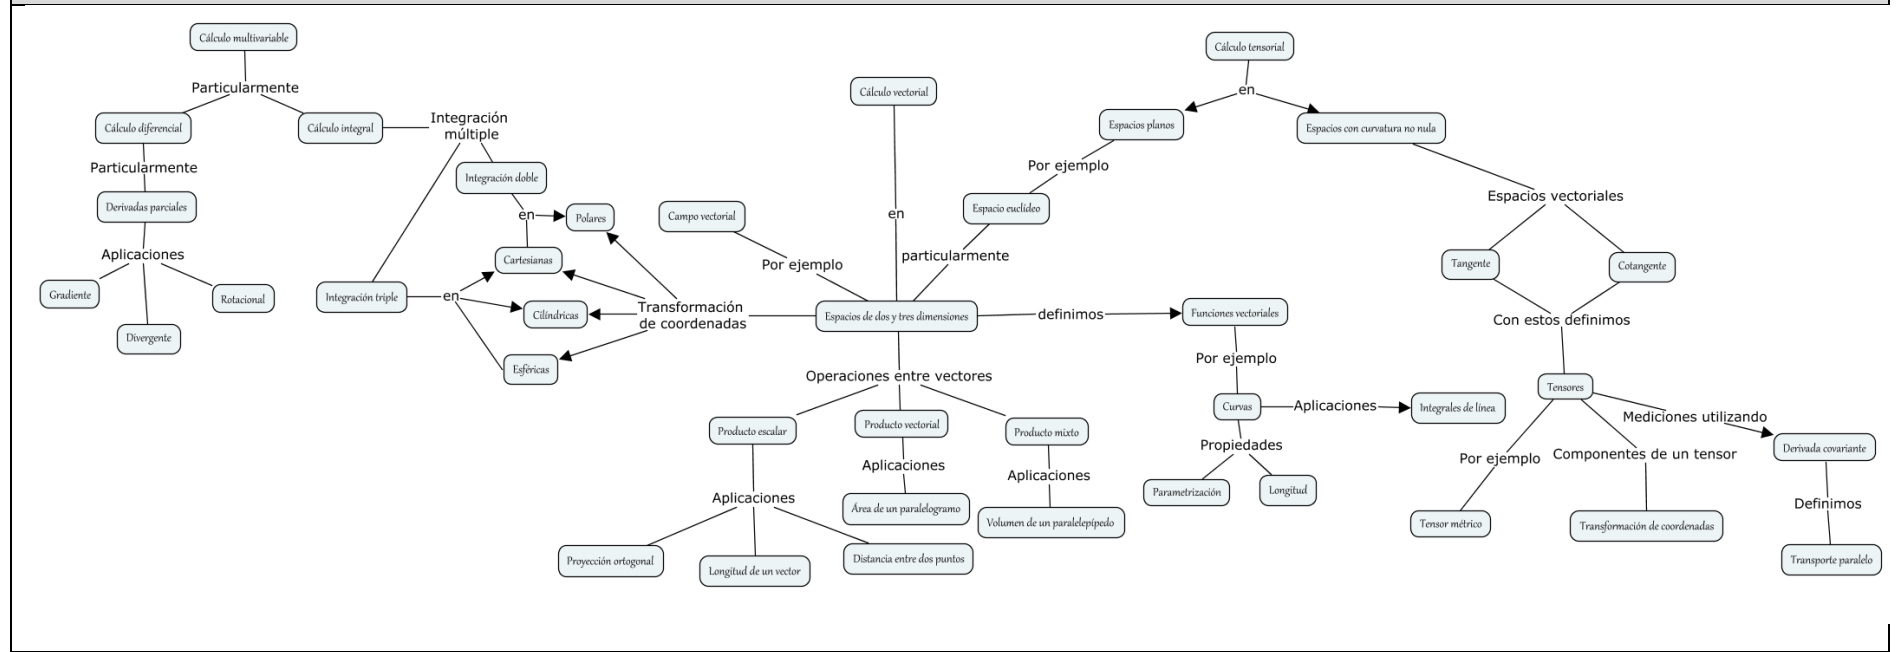 Cálculo multivariable
Particularmente
Cálculo diferencial
Cálculo integral
Particularmente
Derivadas parciales
Aplicaciones
Gradiente
Divergente
Rotacional
Integración
múltiple
Integración doble
en
Polares
Cartesianas
Integración triple
en
Cilíndricas
Esféricas
Transformación
de coordenadas
Cálculo vectorial
en
Campo vectorial
Por ejemplo
Espacios de dos y tres dimensiones
particularmente
Espacio euclídeo
Por ejemplo
Espacios planos
Cálculo tensorial
en
Espacios con curvatura no nula
Espacios vectoriales
Tangente
Cotangente
Con estos definimos
Tensores
Mediciones utilizando
Por ejemplo
Componentes de un tensor
Derivada covariante
Definimos
Tensor métrico
Transformación de coordenadas
Transporte paralelo
definimos
Funciones vectoriales
Por ejemplo
Curvas
Aplicaciones
Integrales de línea
Propiedades
Parametrización
Longitud
Operaciones entre vectores
Producto escalar
Producto vectorial
Producto mixto
Aplicaciones
Aplicaciones
Aplicaciones
Área de un paralelogramo
Volumen de un paralelepípedo
Proyección ortogonal
Longitud de un vector
Distancia entre dos puntos